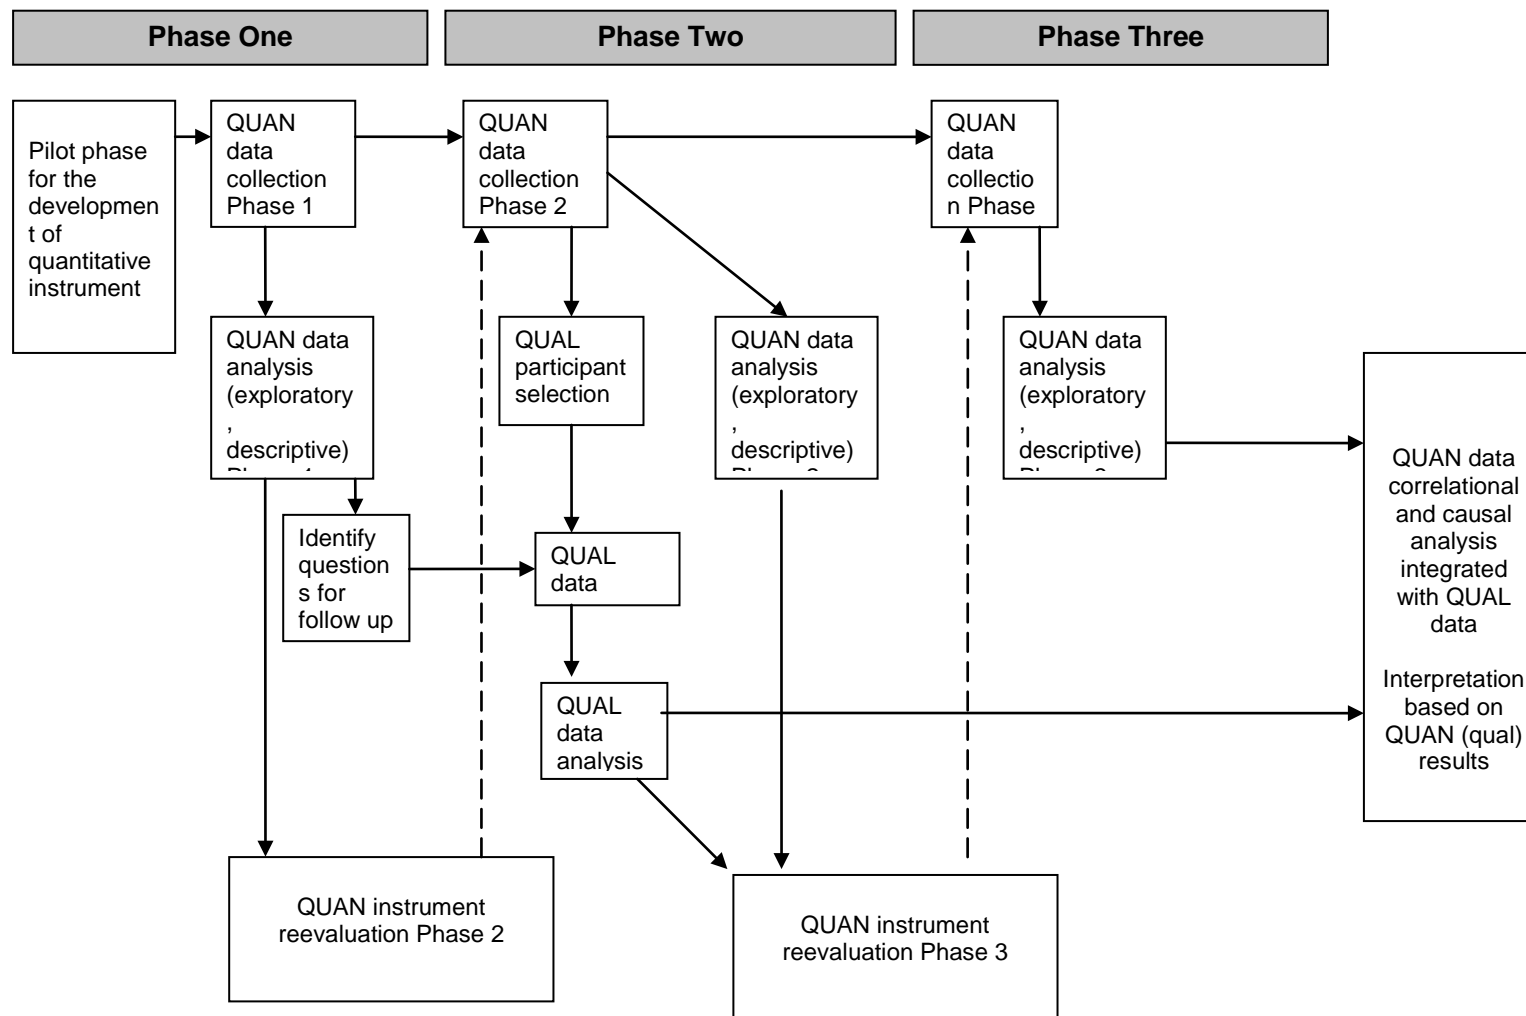 Phase One
Phase Two
Phase Three
Pilot phase
for the
developmen
t of
quantitative
instrument
QUAN
data
collection
Phase 1
QUAN
data
collection
Phase 2
QUAN
data
collectio
n Phase
QUAN data
analysis
(exploratory
,
descriptive)
QUAL
participant
selection
QUAN data
analysis
(exploratory
,
descriptive)
QUAN data
analysis
(exploratory
,
descriptive)
Identify
question
s for
follow up
QUAL
data
QUAL
data
analysis
QUAN data
correlational
and causal
analysis
integrated
with QUAL
data
Interpretation
based on
QUAN (qual)
results
QUAN instrument
reevaluation Phase 2
QUAN instrument
reevaluation Phase 3